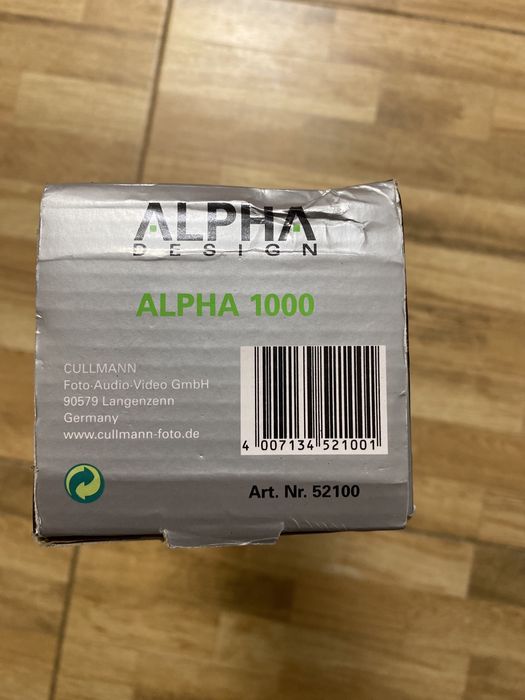 ALPHA
DESIGN
ALPHA 1000
CULLMANN
Foto·Audio·Video GmbH
90579 Langenzenn
Germany
www.cullmann-foto.de
4 007134 521001
Art. Nr. 52100